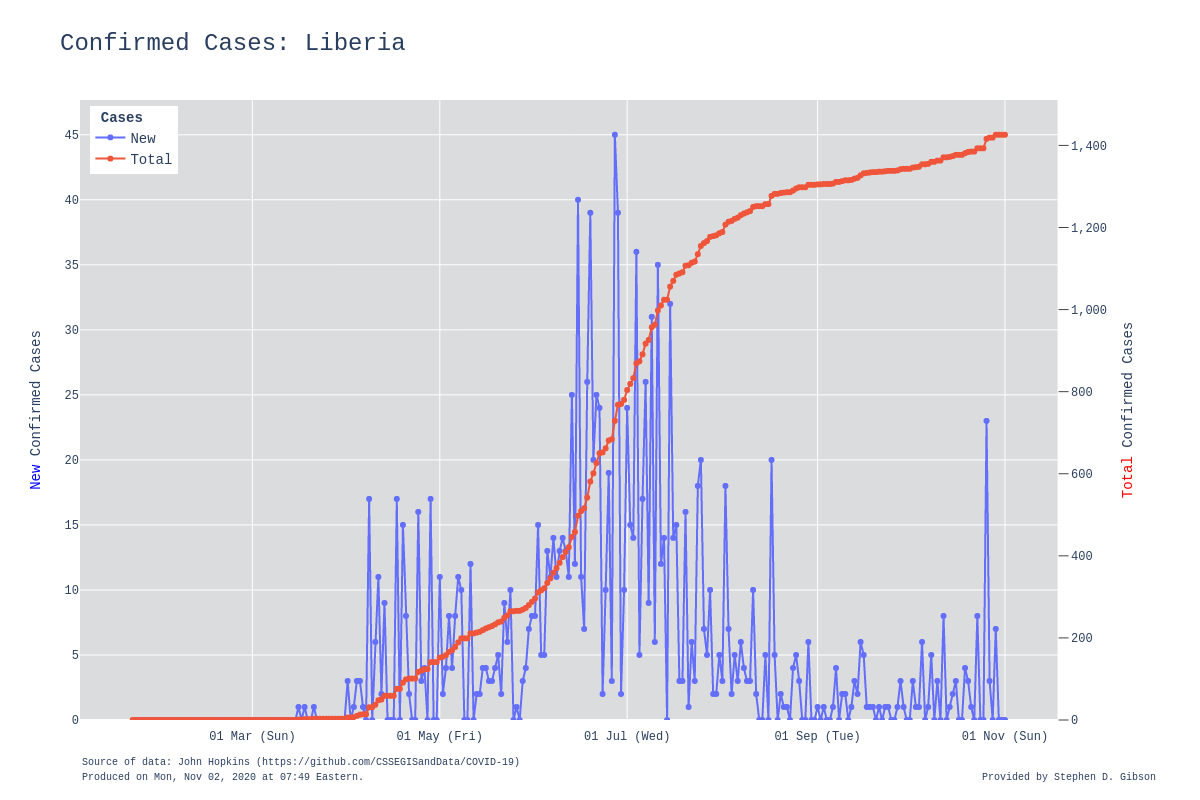 Confirmed Cases: Liberia
Cases
New
Total
45
40
35
30
25
20
15
10
5
0
1,400
1,200
1,000
800
600
400
200
0
New Confirmed Cases
Total Confirmed Cases
01 Mar (Sun)
01 May (Fri)
01 Jul (Wed)
01 Sep (Tue)
01 Nov (Sun)
Source of data: John Hopkins (https://github.com/CSSEGISandData/COVID-19)
Produced on Mon, Nov 02, 2020 at 07:49 Eastern.
Provided by Stephen D. Gibson